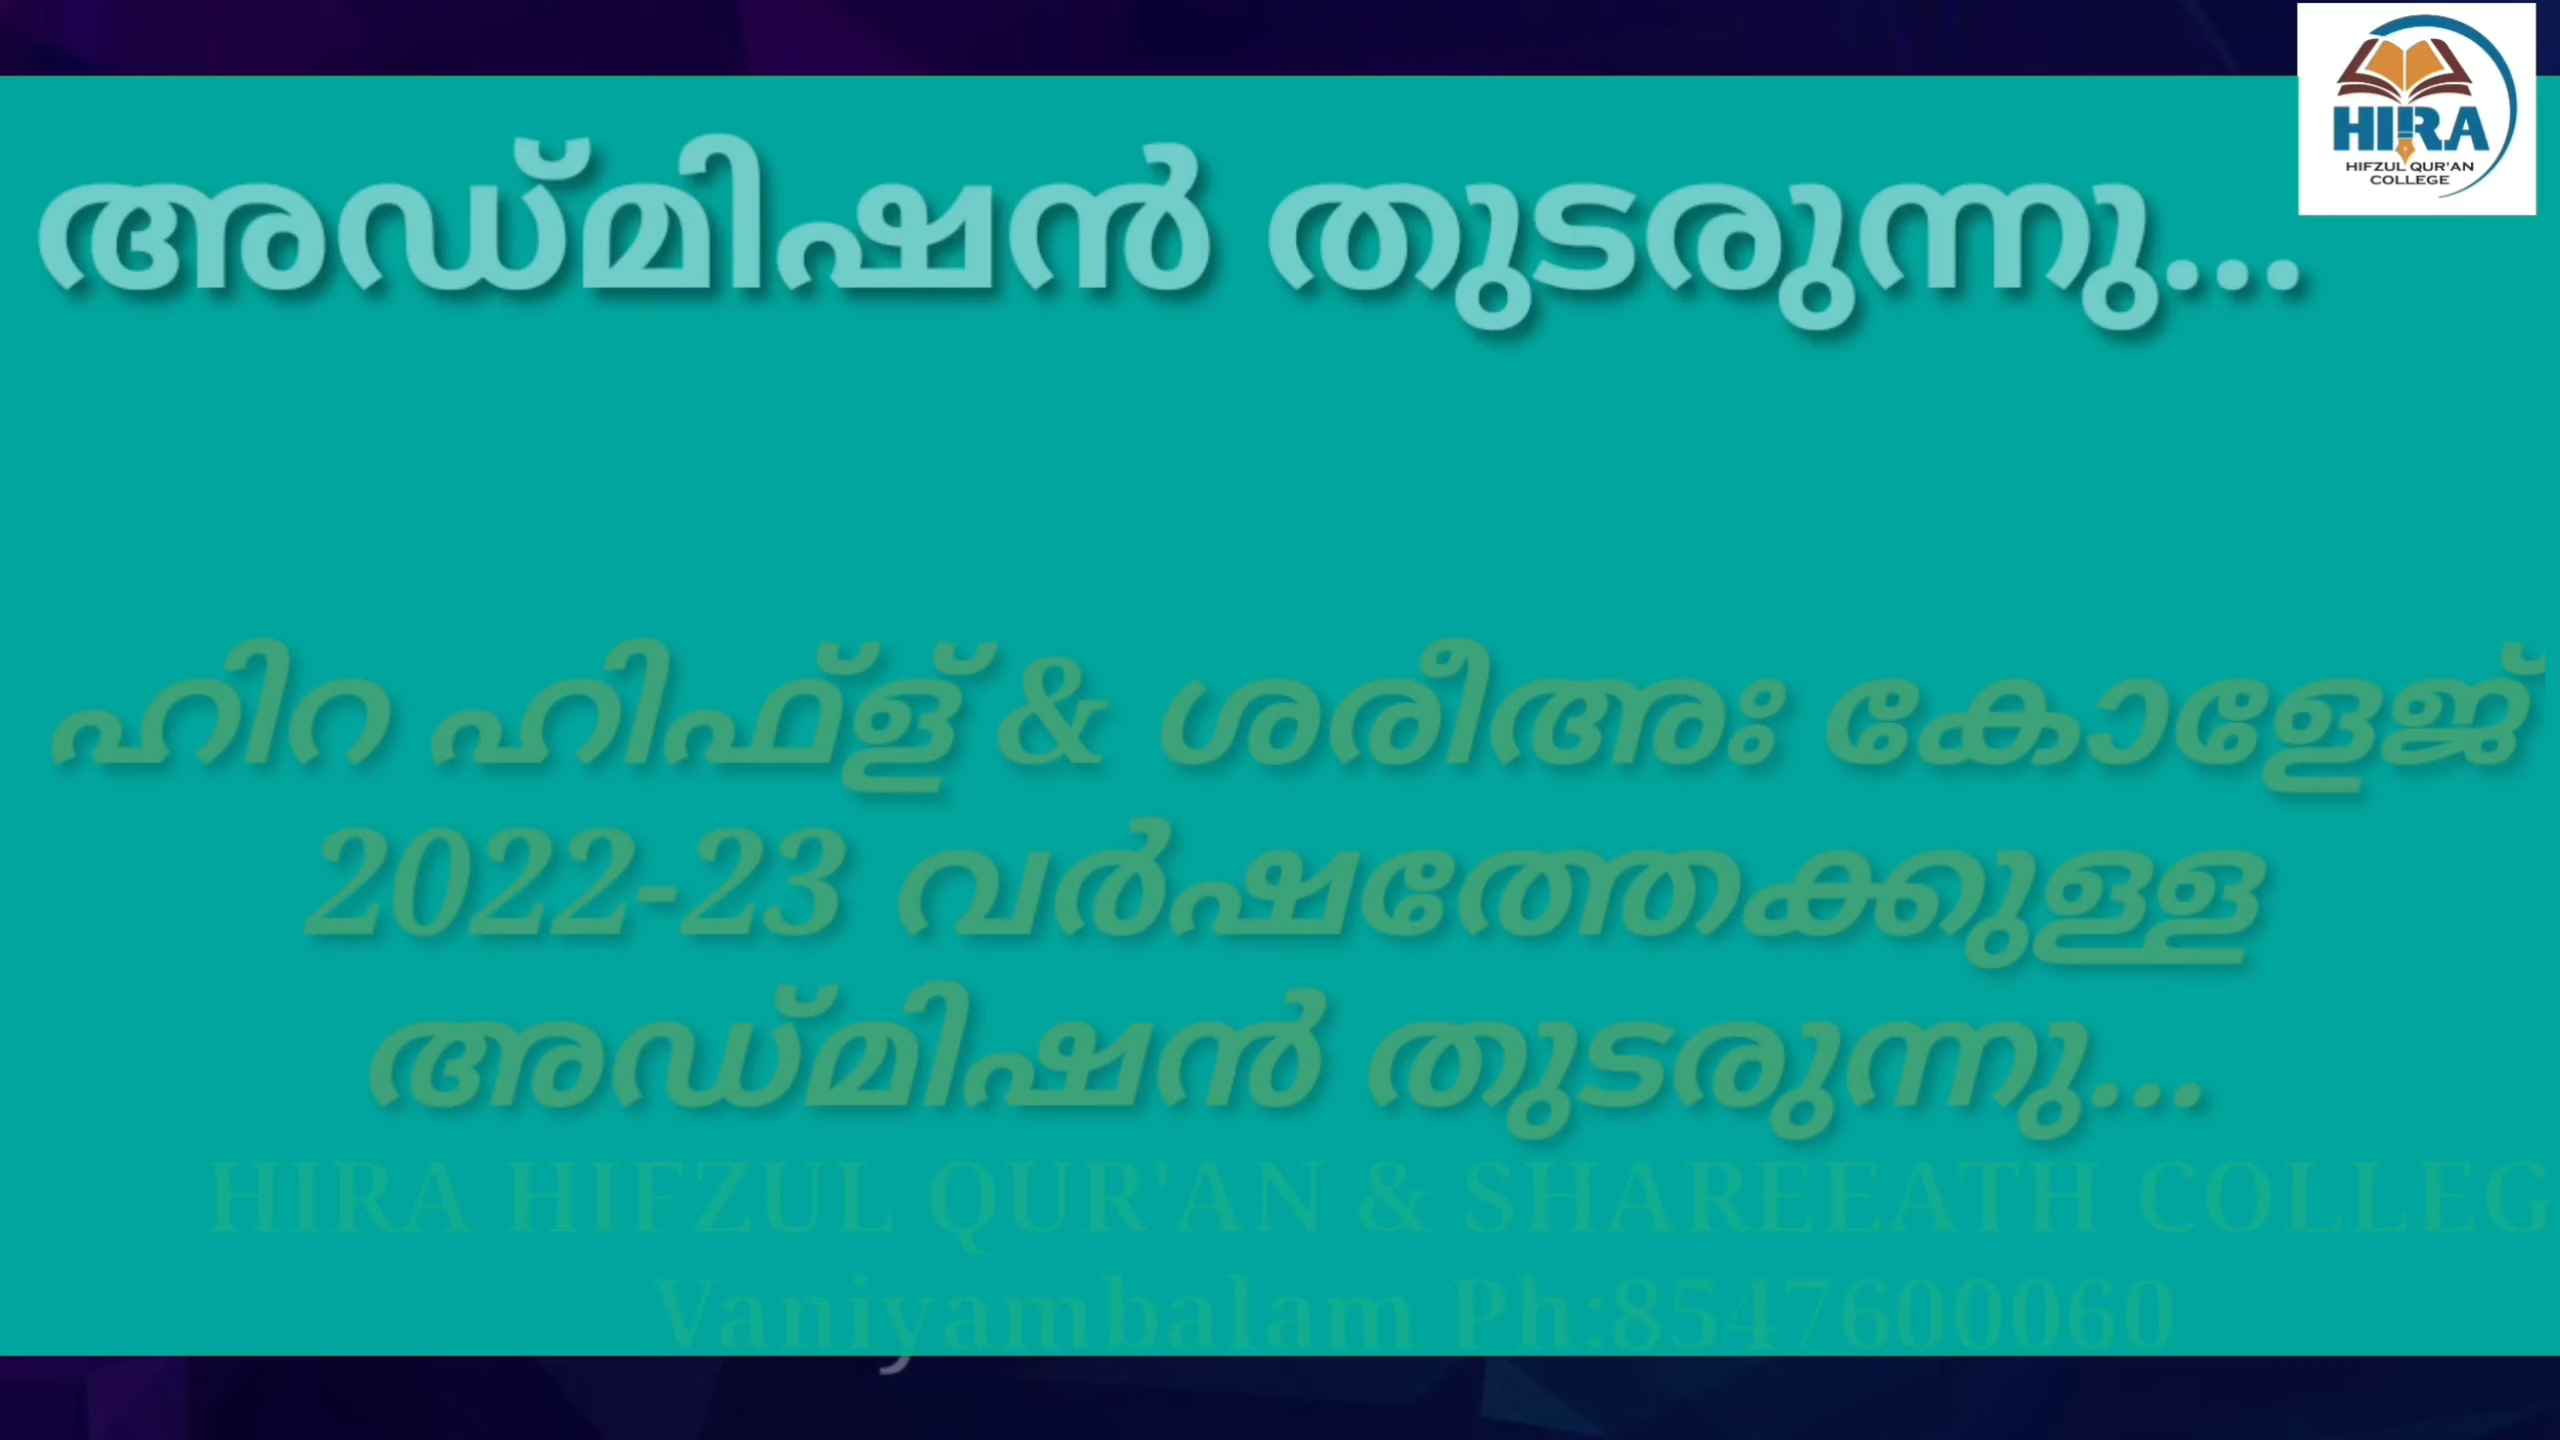 HIRA
HIFZUL QUR'AN
COLLEGE
അഡ്മിഷൻ തുടരുന്നു...
ഹിറ ഹിഫ്ള് & ശരീഅഃ കോളേജ്
2022-23 വർഷത്തേക്കുള്ള
അഡ്മിഷൻ തുടരുന്നു...
HIRA HIFZUL QUR'AN & SHAREEATH COLLEG
Vaniyambalam Ph:8547600060